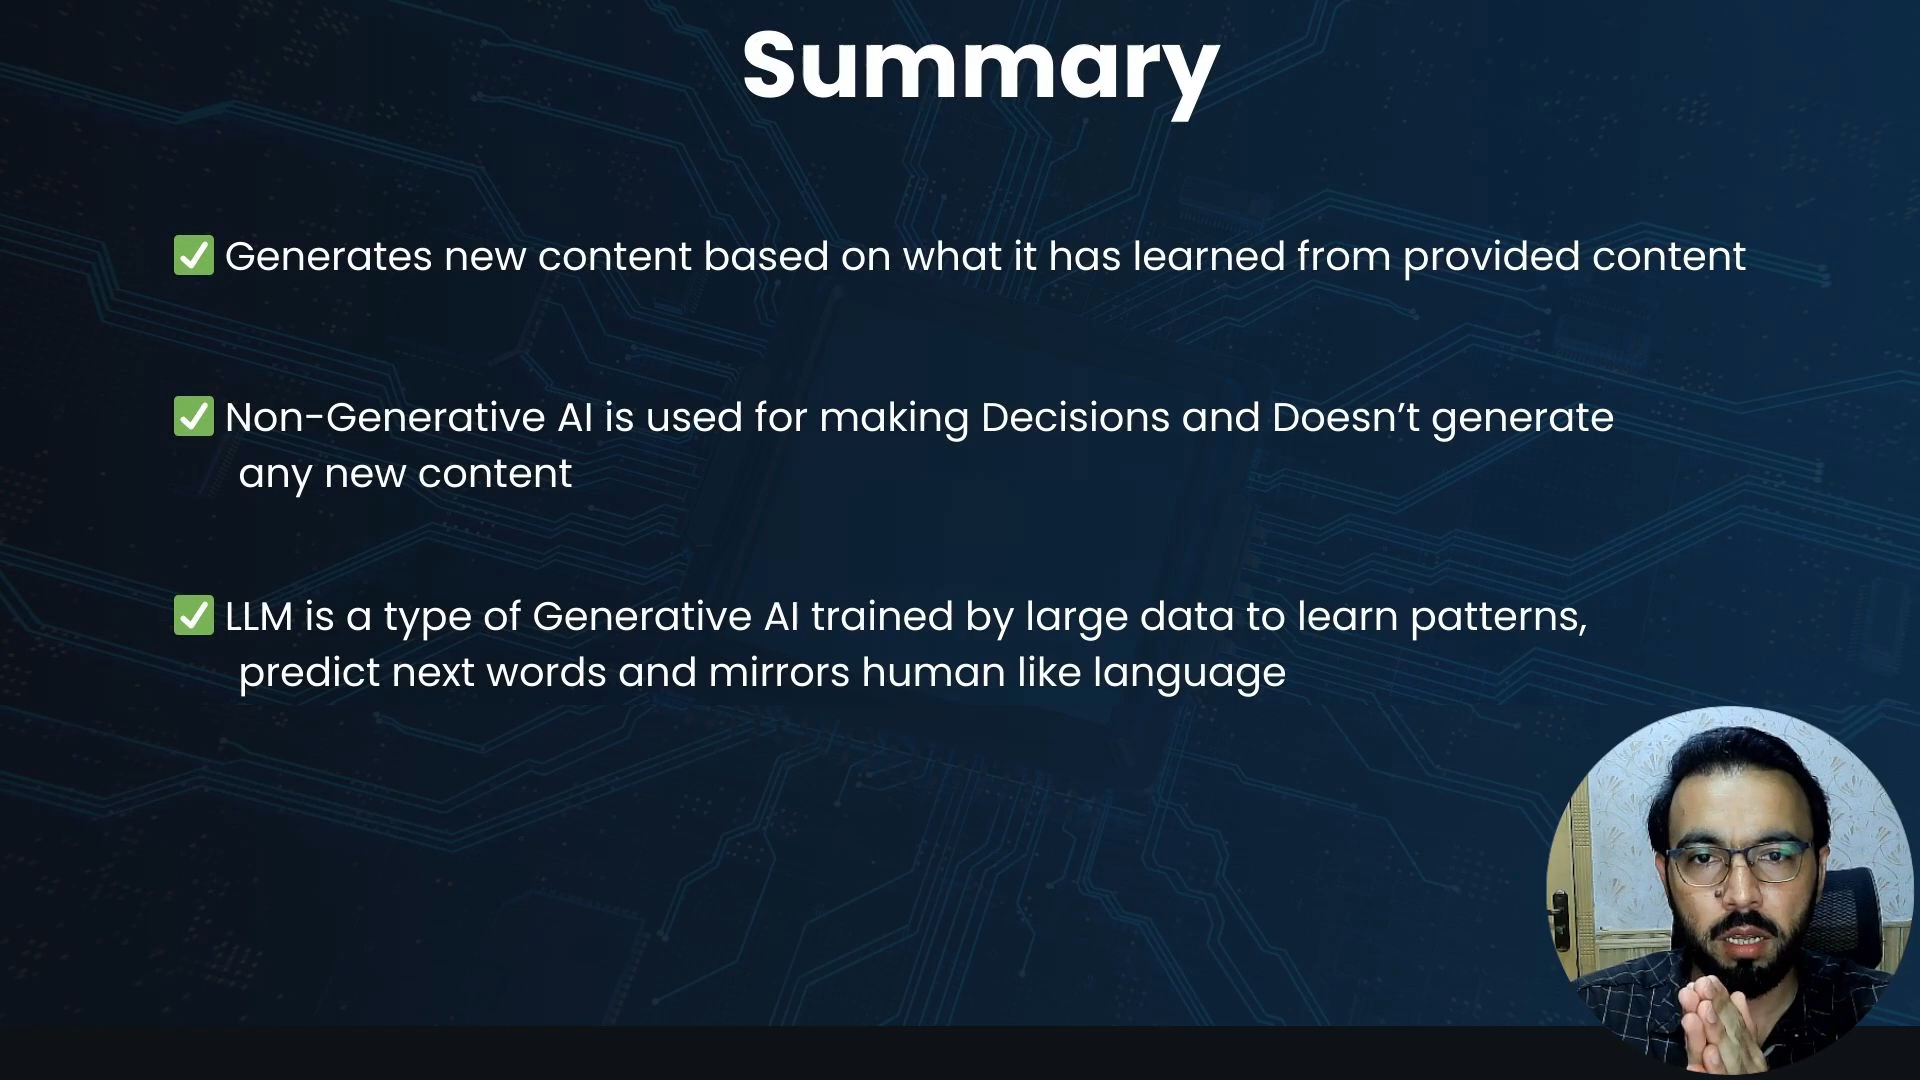 Summary
✅ Generates new content based on what it has learned from provided content
✅ Non-Generative AI is used for making Decisions and Doesn’t generate
any new content
✅ LLM is a type of Generative AI trained by large data to learn patterns,
predict next words and mirrors human like language